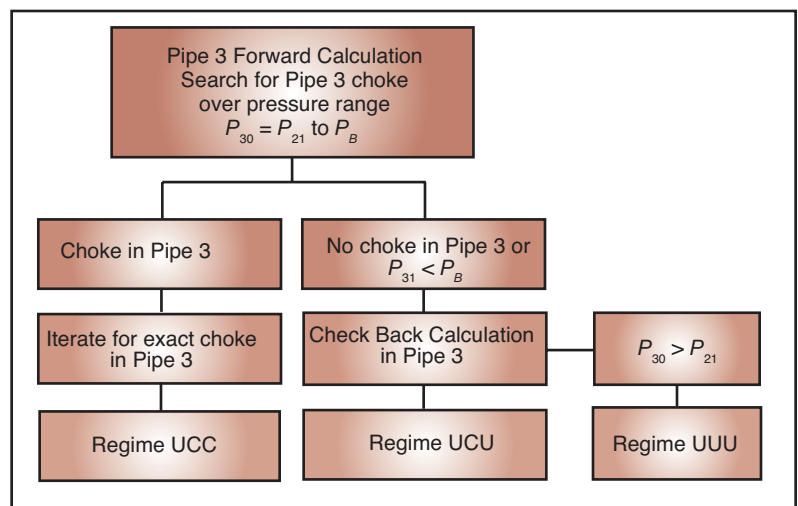 Pipe 3 Forward Calculation
Search for Pipe 3 choke
over pressure range
P₃₀ = P₂₁ to P_B
Choke in Pipe 3
No choke in Pipe 3 or
P₃₁ < P_B
Iterate for exact choke
in Pipe 3
Check Back Calculation
in Pipe 3
P₃₀ > P₂₁
Regime UCC
Regime UCU
Regime UUU